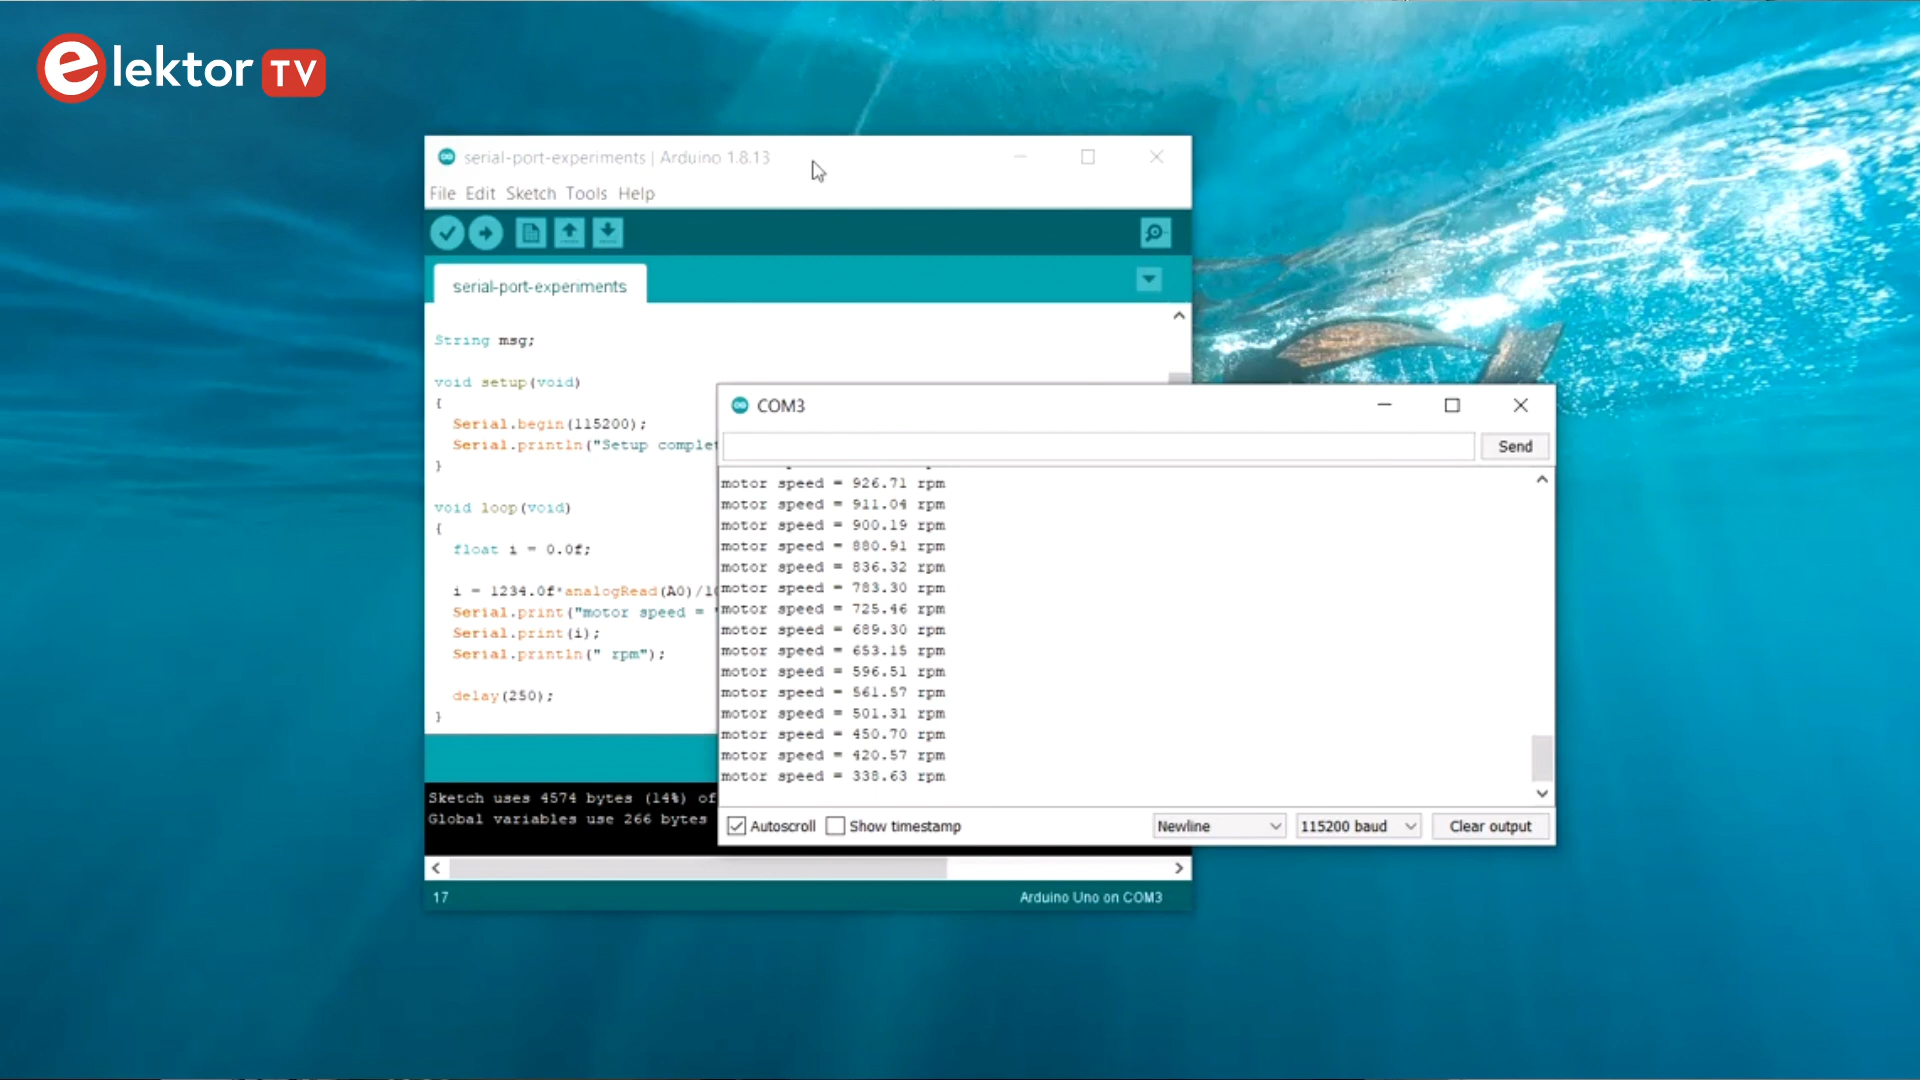 elektor TV
serial-port-experiments | Arduino 1.8.13
File Edit Sketch Tools Help
serial-port-experiments
String msg;
void setup(void)
{
Serial.begin(115200);
Serial.println("Setup complet
}
void loop(void)
{
float i = 0.0f;
i = 1234.0f*analogRead(A0)/10
Serial.print("motor speed = "
Serial.print(i);
Serial.println(" rpm");
delay(250);
}
Sketch uses 4574 bytes (14%) of
Global variables use 266 bytes
17
Arduino Uno on COM3
COM3
Send
motor speed = 926.71 rpm
motor speed = 911.04 rpm
motor speed = 900.19 rpm
motor speed = 880.91 rpm
motor speed = 836.32 rpm
motor speed = 783.30 rpm
motor speed = 725.46 rpm
motor speed = 689.30 rpm
motor speed = 653.15 rpm
motor speed = 596.51 rpm
motor speed = 561.57 rpm
motor speed = 501.31 rpm
motor speed = 450.70 rpm
motor speed = 420.57 rpm
motor speed = 338.63 rpm
Autoscroll Show timestamp Newline 115200 baud Clear output